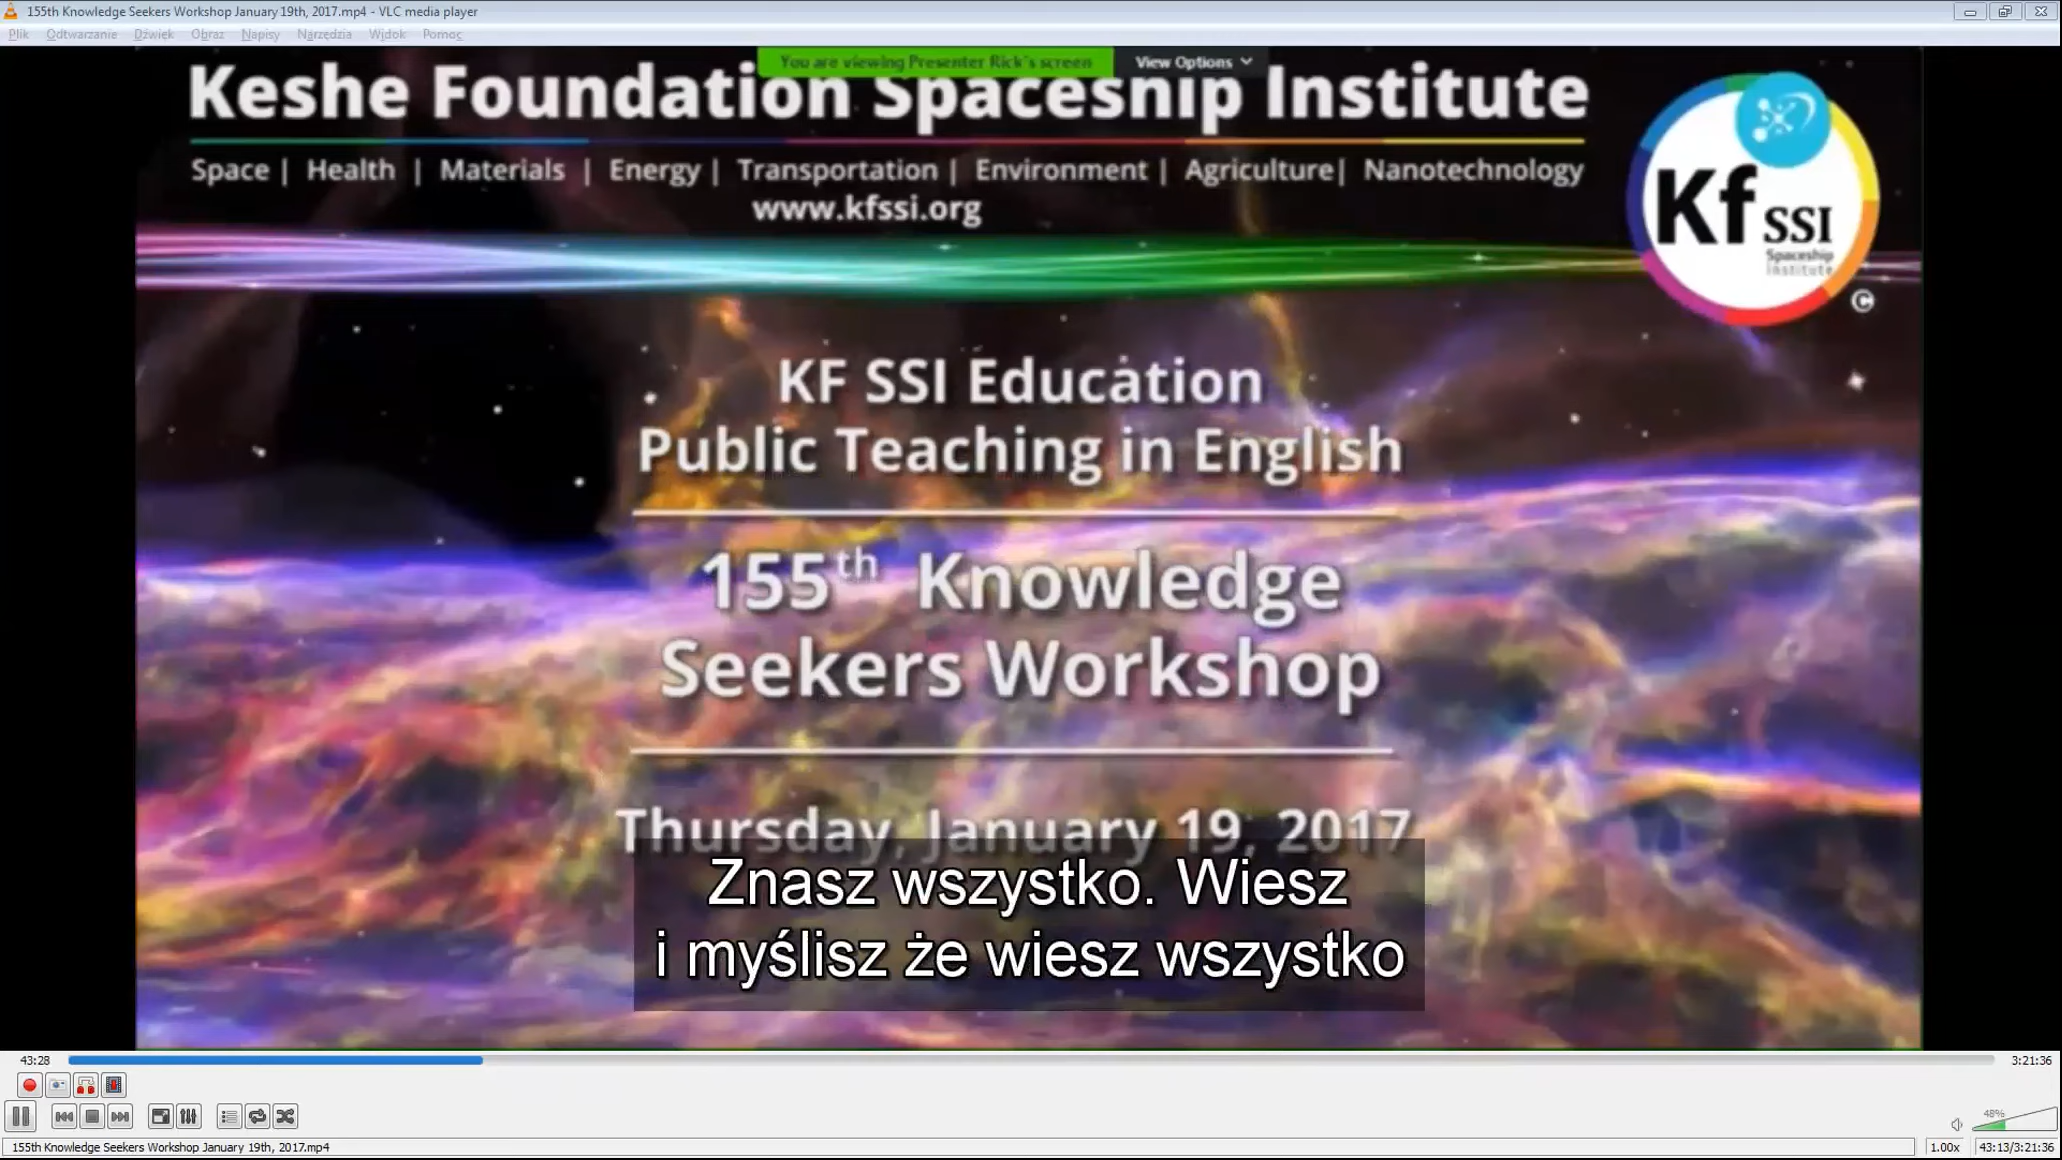 155th Knowledge Seekers Workshop January 19th, 2017.mp4 - VLC media player
Plik Odtwarzanie Dźwięk Obraz Napisy Narzędzia Widok Pomoc
You are viewing Presenter Rick's screen View Options
Keshe Foundation Spaceship Institute
Space | Health | Materials | Energy | Transportation | Environment | Agriculture| Nanotechnology
www.kfssi.org
Kf SSI
Spaceship
Institute
©
KF SSI Education
Public Teaching in English
155th Knowledge
Seekers Workshop
Thursday, January 19, 2017
Znasz wszystko. Wiesz
i myślisz że wiesz wszystko
43:28 3:21:36
48%
155th Knowledge Seekers Workshop January 19th, 2017.mp4 1.00x 43:13/3:21:36